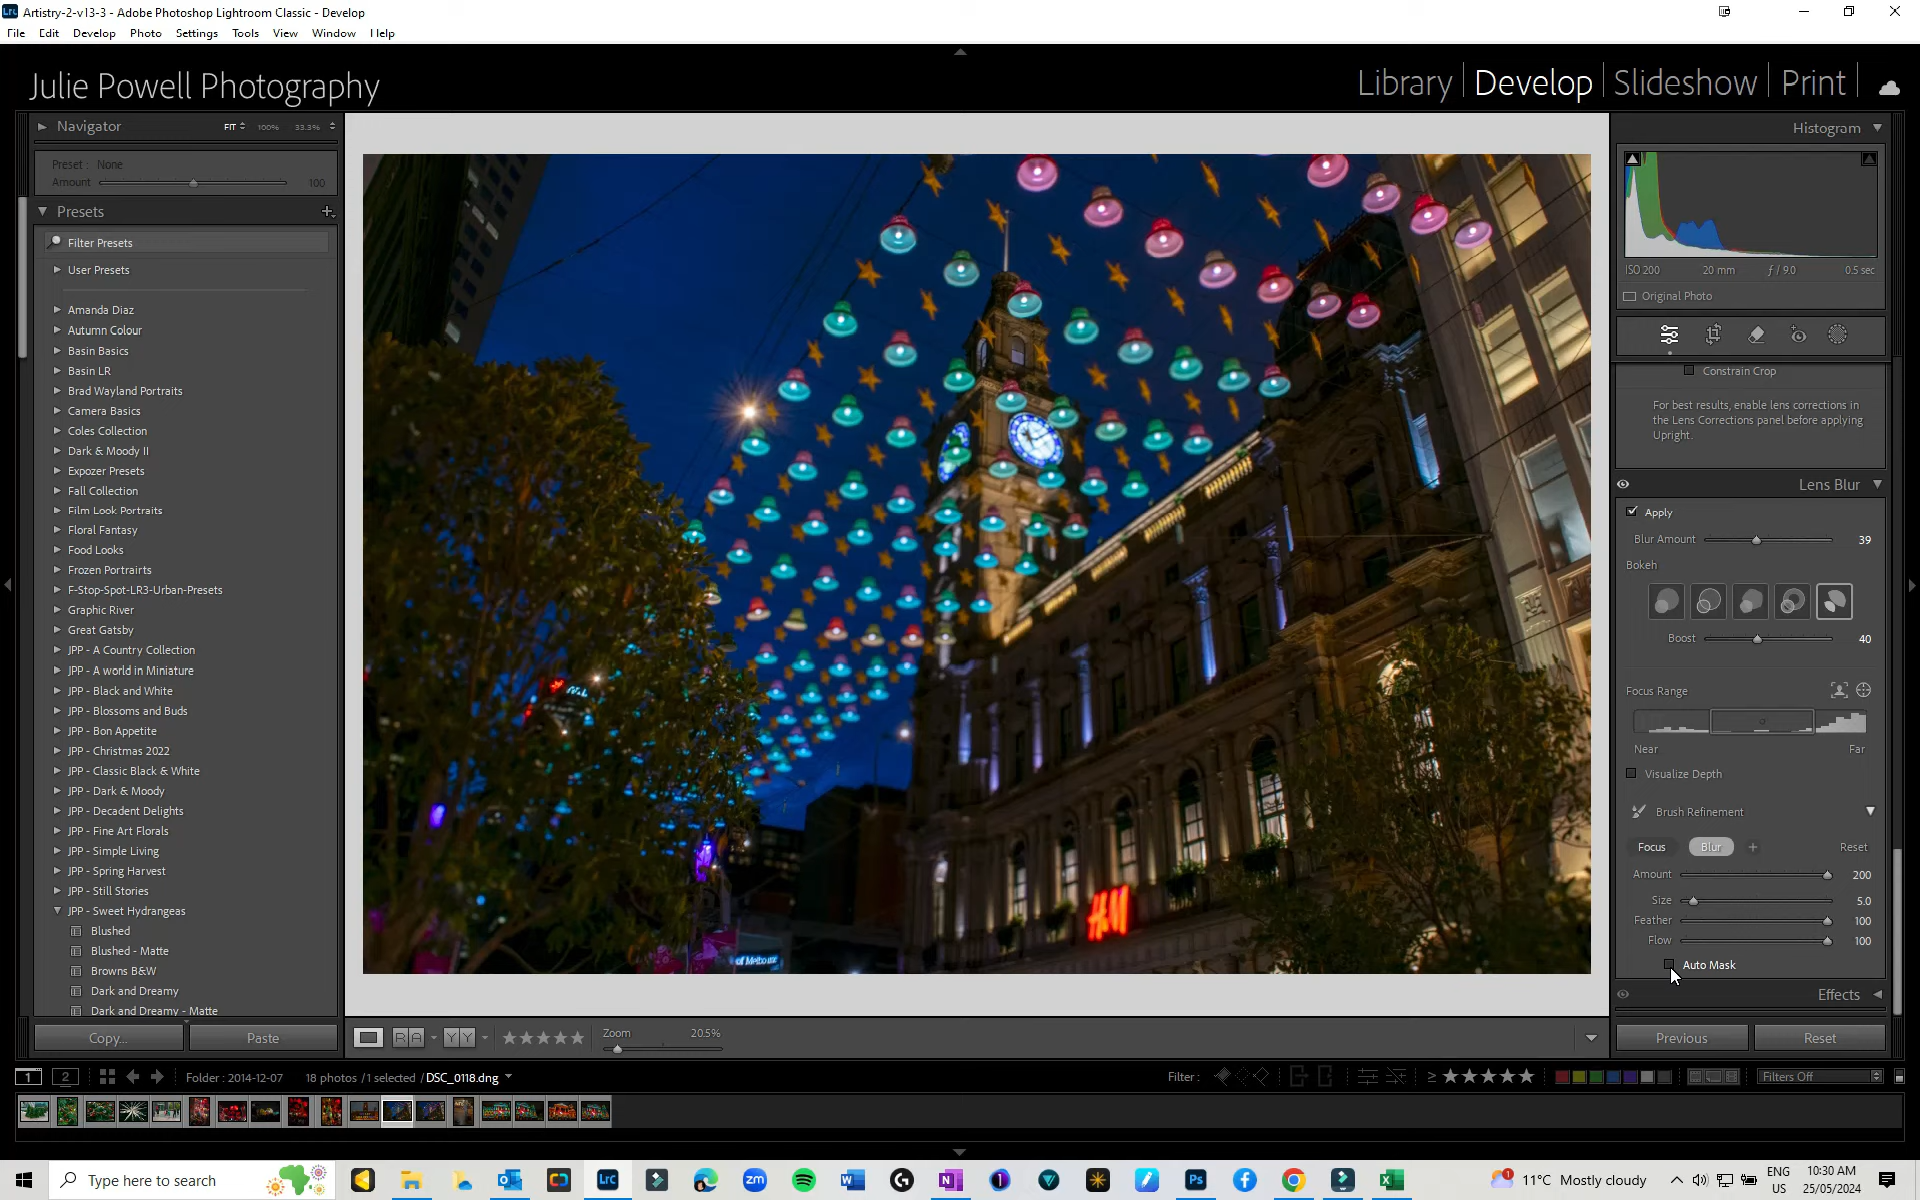 Artistry-2-v13-3 - Adobe Photoshop Lightroom Classic - Develop
File Edit Develop Photo Settings Tools View Window Help
Julie Powell Photography
Library Develop Slideshow Print
Navigator FIT 100% 33.3%
Preset : None
Amount 100
Presets
Filter Presets
User Presets
Amanda Diaz
Autumn Colour
Basin Basics
Basin LR
Brad Wayland Portraits
Camera Basics
Coles Collection
Dark & Moody II
Expozer Presets
Fall Collection
Film Look Portraits
Floral Fantasy
Food Looks
Frozen Portrairts
F-Stop-Spot-LR3-Urban-Presets
Graphic River
Great Gatsby
JPP - A Country Collection
JPP - A world in Miniature
JPP - Black and White
JPP - Blossoms and Buds
JPP - Bon Appetite
JPP - Christmas 2022
JPP - Classic Black & White
JPP - Dark & Moody
JPP - Decadent Delights
JPP - Fine Art Florals
JPP - Simple Living
JPP - Spring Harvest
JPP - Still Stories
JPP - Sweet Hydrangeas
Blushed
Blushed - Matte
Browns B&W
Dark and Dreamy
Dark and Dreamy - Matte
Copy... Paste
H&M
of Melbourne
Histogram
ISO 200 20 mm ƒ / 9.0 0.5 sec
Original Photo
Constrain Crop
For best results, enable lens corrections in
the Lens Corrections panel before applying
Upright.
Lens Blur
Apply
Blur Amount 39
Bokeh
Boost 40
Focus Range
Near Far
Visualize Depth
Brush Refinement
Focus Blur + Reset
Amount 200
Size 5.0
Feather 100
Flow 100
Auto Mask
Effects
Previous Reset
R A Y Y Zoom 20.5%
1 2 Folder : 2014-12-07 18 photos / 1 selected / DSC_0118.dng Filter : ≥ Filters Off
Type here to search
LrC zm W N Ps X
1 11°C Mostly cloudy ENG US 10:30 AM 25/05/2024